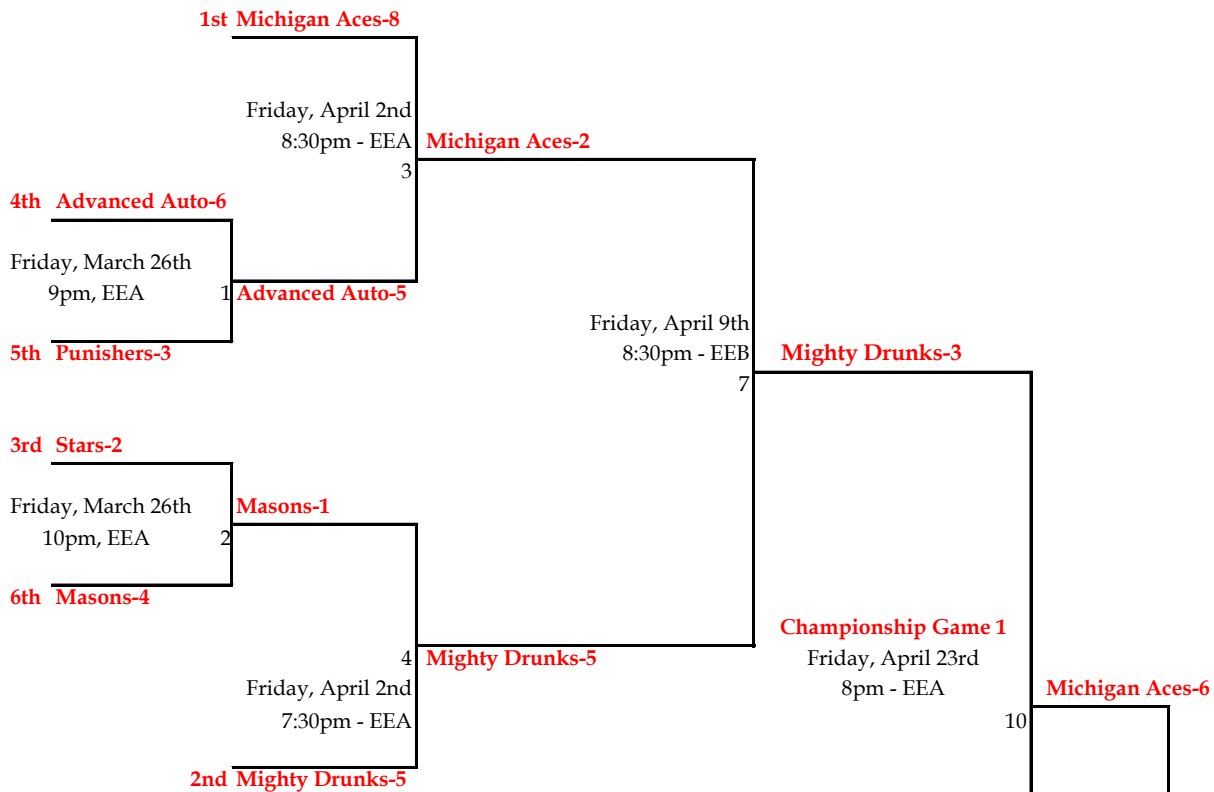 1st Michigan Aces-8
Friday, April 2nd
8:30pm - EEA
Michigan Aces-2
3
4th Advanced Auto-6
Friday, March 26th
9pm, EEA
1
Advanced Auto-5
5th Punishers-3
Friday, April 9th
8:30pm - EEB
Mighty Drunks-3
7
3rd Stars-2
Friday, March 26th
Masons-1
10pm, EEA
2
6th Masons-4
Championship Game 1
4
Mighty Drunks-5
Friday, April 23rd
Friday, April 2nd
8pm - EEA
Michigan Aces-6
7:30pm - EEA
10
2nd Mighty Drunks-5